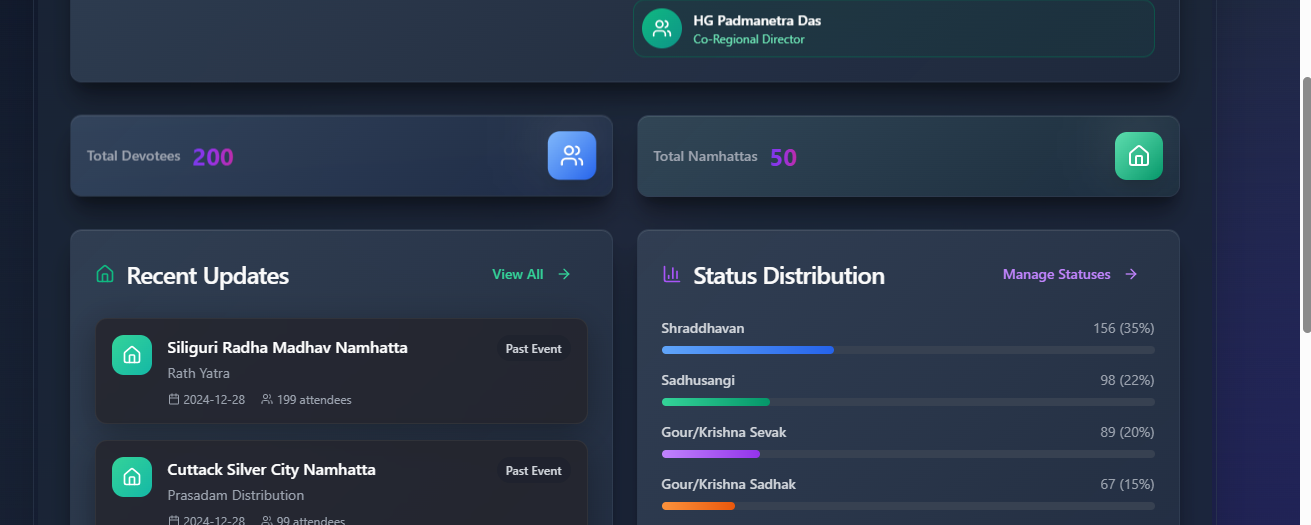 HG Padmanetra Das
Co-Regional Director
Total Devotees 200
Total Namhattas 50
Recent Updates
View All
Siliguri Radha Madhav Namhatta
Past Event
Rath Yatra
2024-12-28 199 attendees
Cuttack Silver City Namhatta
Past Event
Prasadam Distribution
2024-12-28 99 attendees
Status Distribution
Manage Statuses
Shraddhavan 156 (35%)
Sadhusangi 98 (22%)
Gour/Krishna Sevak 89 (20%)
Gour/Krishna Sadhak 67 (15%)